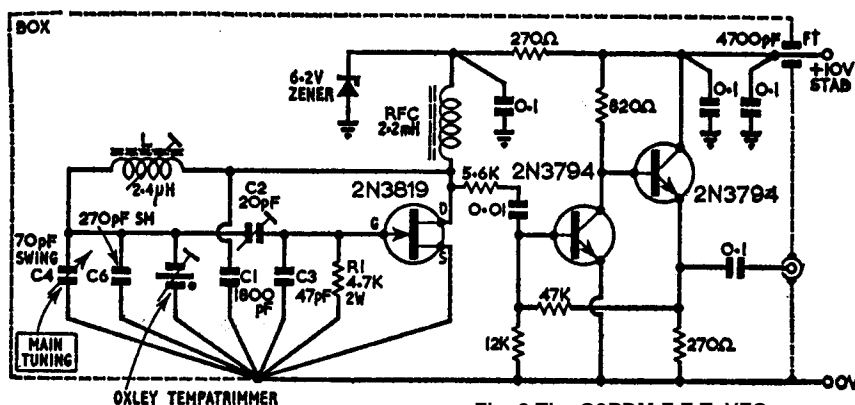 BOX
270Ω
4700pF
FT
+10V
STAB
6·2V
ZENER
RFC
2·2mH
0·1
820Ω
0·1
0·1
L
2·4μH
5·6K
2N3794
2N3794
C2
20pF
2N3819
0·01
270pF SM
70pF
SWING
C4
C6
G
D
S
C1
1800
pF
C3
47pF
R1
4.7K
2W
0·1
47K
12K
270Ω
MAIN
TUNING
OXLEY TEMPATRIMMER
0V